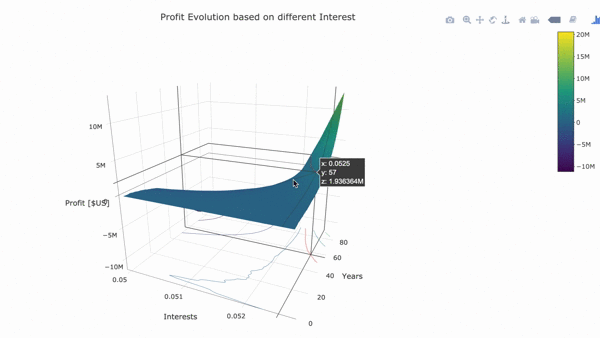 Profit Evolution based on different Interest
20M
15M
10M
5M
0
−5M
−10M
10M
5M
Profit [$US]
−5M
−10M
x: 0.0525
y: 57
z: 1.936364M
80
60
40
20
0
Years
0.05
0.051
0.052
Interests